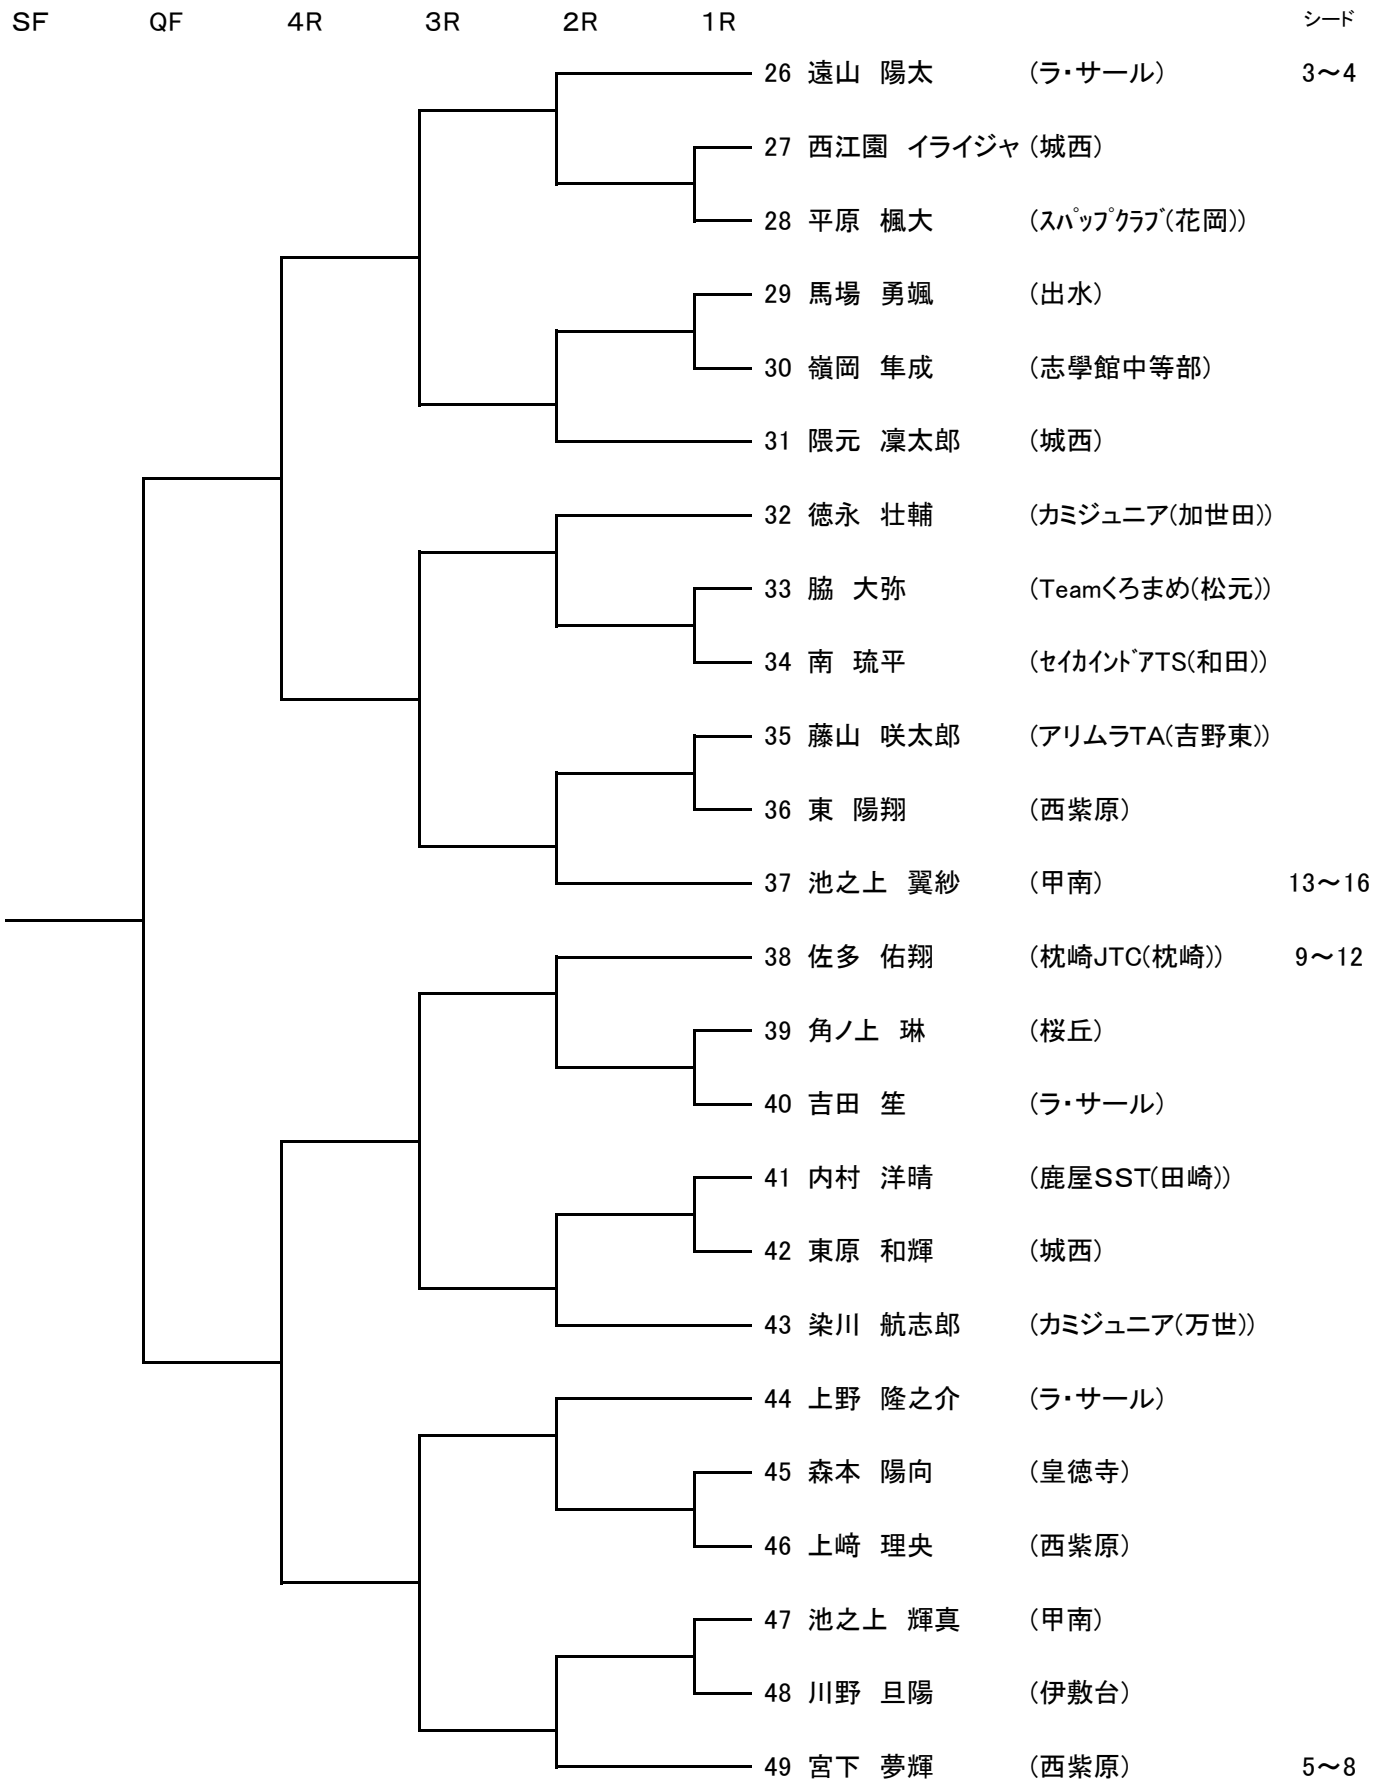 SF QF 4R 3R 2R 1R シード
26 遠山 陽太 (ラ・サール) 3～4
27 西江園 イライジャ (城西)
28 平原 楓大 (ｽﾊﾟｯﾌﾟｸﾗﾌﾞ(花岡))
29 馬場 勇颯 (出水)
30 嶺岡 隼成 (志學館中等部)
31 隈元 凜太郎 (城西)
32 徳永 壮輔 (カミジュニア(加世田))
33 脇 大弥 (Teamくろまめ(松元))
34 南 琉平 (ｾｲｶｲﾝﾄﾞｱTS(和田))
35 藤山 咲太郎 (アリムラTA(吉野東))
36 東 陽翔 (西紫原)
37 池之上 翼紗 (甲南) 13～16
38 佐多 佑翔 (枕崎JTC(枕崎)) 9～12
39 角ノ上 琳 (桜丘)
40 吉田 笙 (ラ・サール)
41 内村 洋晴 (鹿屋SST(田崎))
42 東原 和輝 (城西)
43 染川 航志郎 (カミジュニア(万世))
44 上野 隆之介 (ラ・サール)
45 森本 陽向 (皇徳寺)
46 上﨑 理央 (西紫原)
47 池之上 輝真 (甲南)
48 川野 旦陽 (伊敷台)
49 宮下 夢輝 (西紫原) 5～8